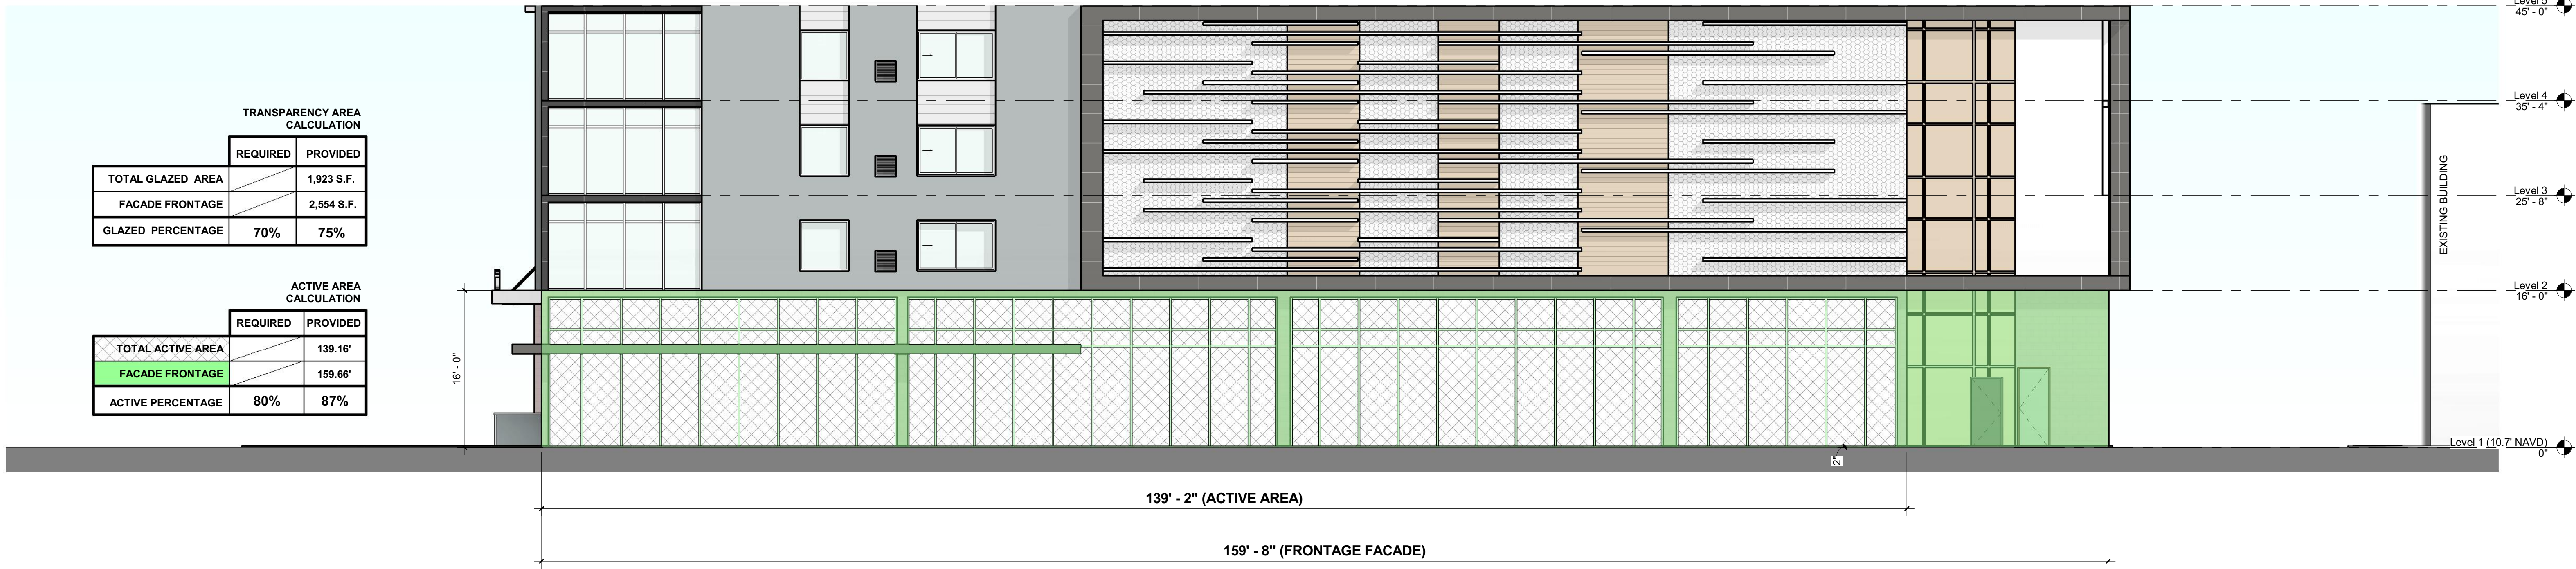 TRANSPARENCY AREA
CALCULATION
REQUIRED PROVIDED
TOTAL GLAZED AREA 1,923 S.F.
FACADE FRONTAGE 2,554 S.F.
GLAZED PERCENTAGE 70% 75%
ACTIVE AREA
CALCULATION
REQUIRED PROVIDED
TOTAL ACTIVE AREA 139.16'
FACADE FRONTAGE 159.66'
ACTIVE PERCENTAGE 80% 87%
16' - 0"
2"
139' - 2" (ACTIVE AREA)
159' - 8" (FRONTAGE FACADE)
EXISTING BUILDING
Level 5
45' - 0"
Level 4
35' - 4"
Level 3
25' - 8"
Level 2
16' - 0"
Level 1 (10.7' NAVD)
0"